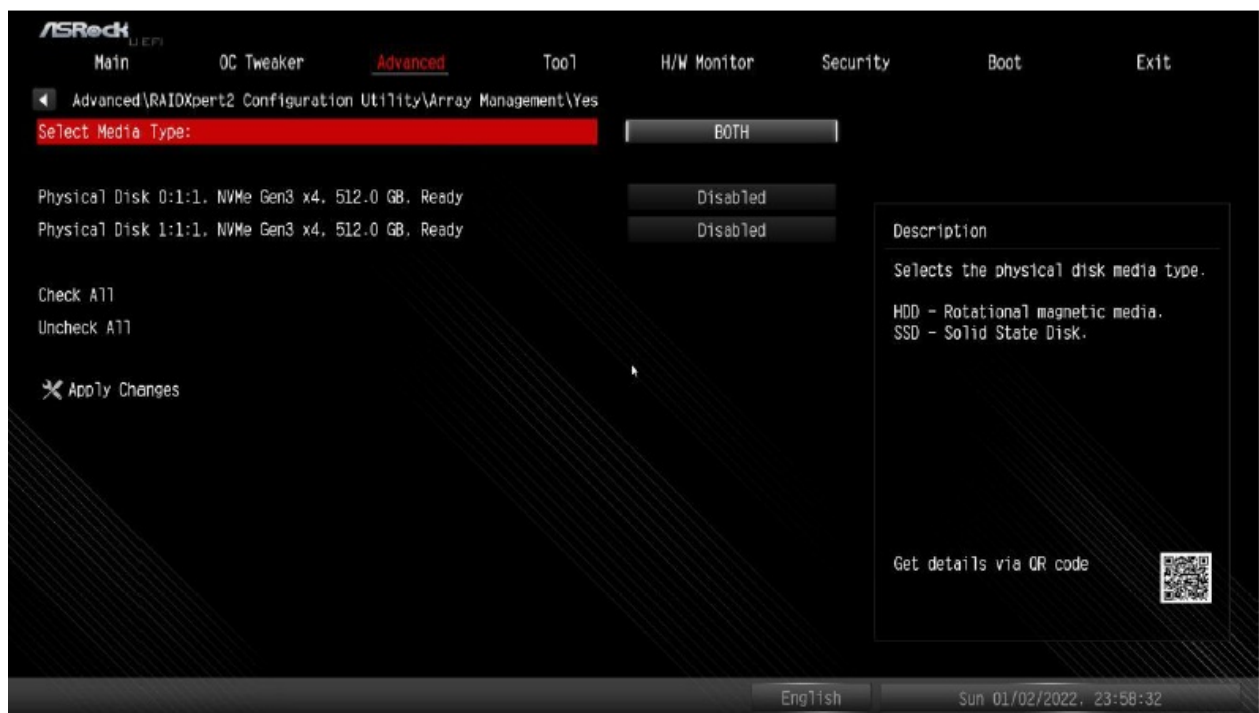 ASRock
UEFI
Main OC Tweaker Advanced Tool H/W Monitor Security Boot Exit
Advanced\RAIDXpert2 Configuration Utility\Array Management\Yes
Select Media Type: BOTH
Physical Disk 0:1:1, NVMe Gen3 x4, 512.0 GB, Ready Disabled
Physical Disk 1:1:1, NVMe Gen3 x4, 512.0 GB, Ready Disabled
Check All
Uncheck All
Apply Changes
Description
Selects the physical disk media type.
HDD - Rotational magnetic media.
SSD - Solid State Disk.
Get details via QR code
English Sun 01/02/2022, 23:58:32